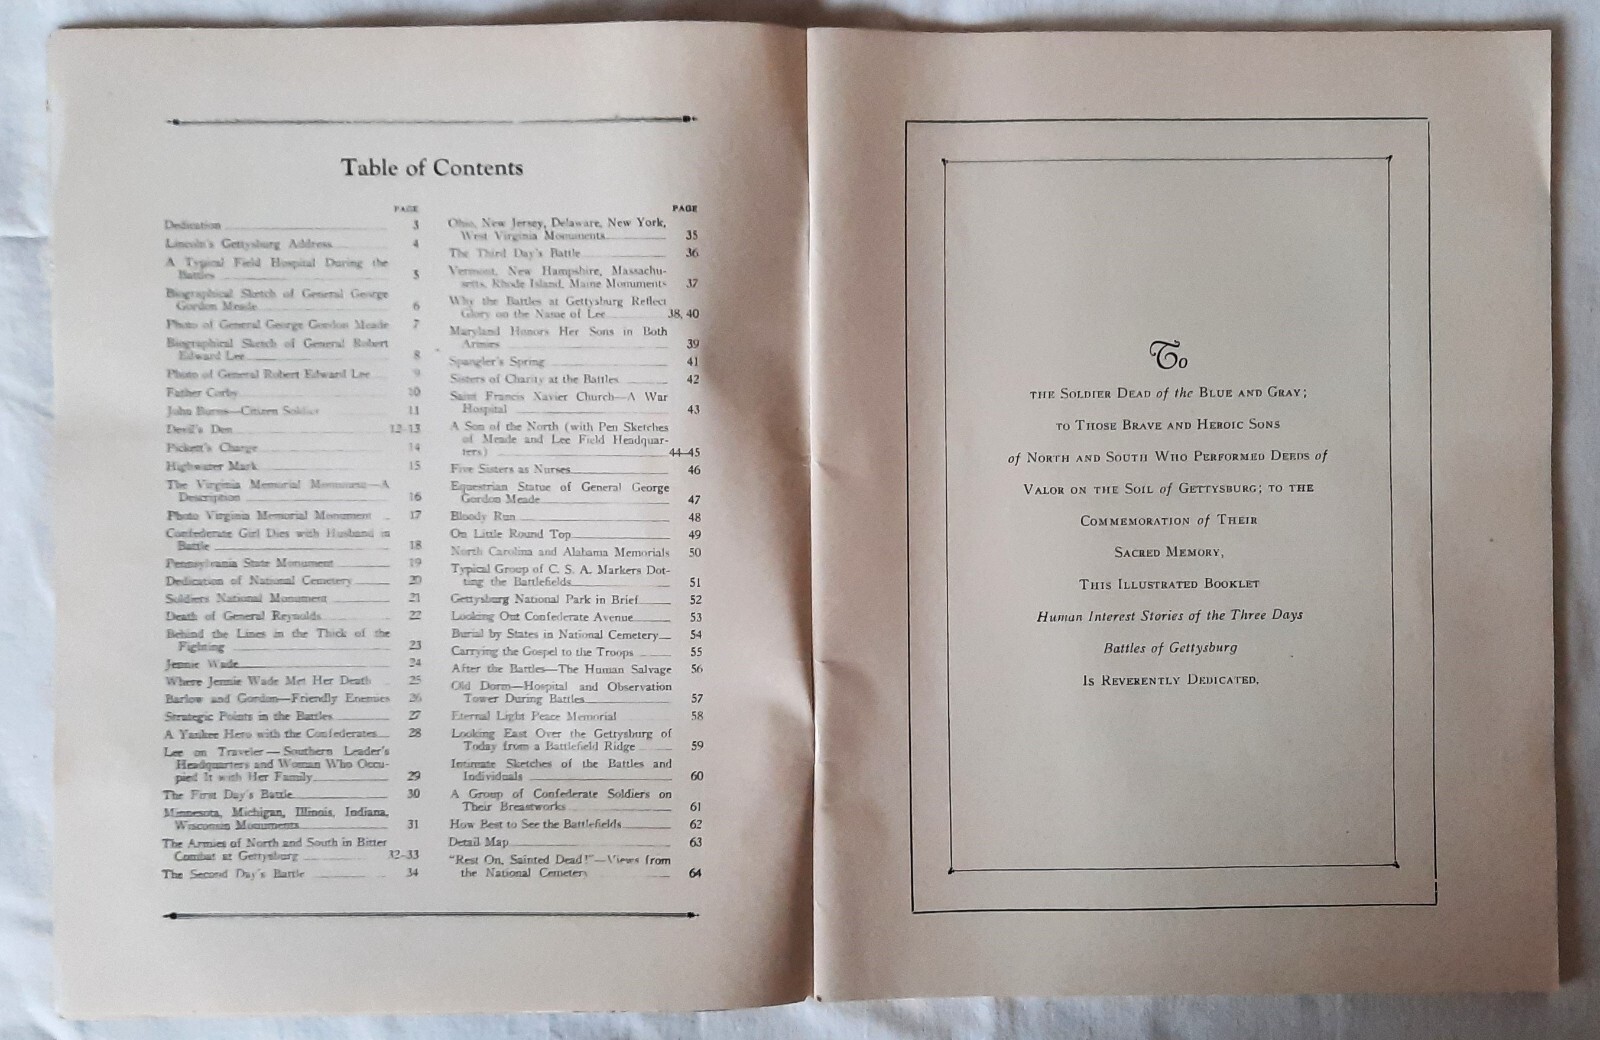 Table of Contents
PAGE
Dedication 3
Lincoln's Gettysburg Address 4
A Typical Field Hospital During the
Battles 5
Biographical Sketch of General George
Gordon Meade 6
Photo of General George Gordon Meade 7
Biographical Sketch of General Robert
Edward Lee 8
Photo of General Robert Edward Lee 9
Father Corby 10
John Burns—Citizen Soldier 11
Devil's Den 12-13
Pickett's Charge 14
Highwater Mark 15
The Virginia Memorial Monument—A
Description 16
Photo Virginia Memorial Monument 17
Confederate Girl Dies with Husband in
Battle 18
Pennsylvania State Monument 19
Dedication of National Cemetery 20
Soldiers National Monument 21
Death of General Reynolds 22
Behind the Lines in the Thick of the
Fighting 23
Jennie Wade 24
Where Jennie Wade Met Her Death 25
Barlow and Gordon—Friendly Enemies 26
Strategic Points in the Battles 27
A Yankee Hero with the Confederates 28
Lee on Traveler—Southern Leader's
Headquarters and Woman Who Occu-
pied It with Her Family 29
The First Day's Battle 30
Minnesota, Michigan, Illinois, Indiana,
Wisconsin Monuments 31
The Armies of North and South in Bitter
Combat at Gettysburg 32-33
The Second Day's Battle 34
PAGE
Ohio, New Jersey, Delaware, New York,
West Virginia Monuments 35
The Third Day's Battle 36
Vermont, New Hampshire, Massachu-
setts, Rhode Island, Maine Monuments 37
Why the Battles at Gettysburg Reflect
Glory on the Name of Lee 38, 40
Maryland Honors Her Sons in Both
Armies 39
Spangler's Spring 41
Sisters of Charity at the Battles 42
Saint Francis Xavier Church—A War
Hospital 43
A Son of the North (with Pen Sketches
of Meade and Lee Field Headquar-
ters) 44-45
Five Sisters as Nurses 46
Equestrian Statue of General George
Gordon Meade 47
Bloody Run 48
On Little Round Top 49
North Carolina and Alabama Memorials 50
Typical Group of C. S. A. Markers Dot-
ting the Battlefields 51
Gettysburg National Park in Brief 52
Looking Out Confederate Avenue 53
Burial by States in National Cemetery 54
Carrying the Gospel to the Troops 55
After the Battles—The Human Salvage 56
Old Dorm—Hospital and Observation
Tower During Battles 57
Eternal Light Peace Memorial 58
Looking East Over the Gettysburg of
Today from a Battlefield Ridge 59
Intimate Sketches of the Battles and
Individuals 60
A Group of Confederate Soldiers on
Their Breastworks 61
How Best to See the Battlefields 62
Detail Map 63
"Rest On, Sainted Dead!"—Views from
the National Cemetery 64
To
THE SOLDIER DEAD of the BLUE AND GRAY;
TO THOSE BRAVE AND HEROIC SONS
of NORTH AND SOUTH WHO PERFORMED DEEDS of
VALOR ON THE SOIL of GETTYSBURG; TO THE
COMMEMORATION of THEIR
SACRED MEMORY,
THIS ILLUSTRATED BOOKLET
Human Interest Stories of the Three Days
Battles of Gettysburg
IS REVERENTLY DEDICATED.